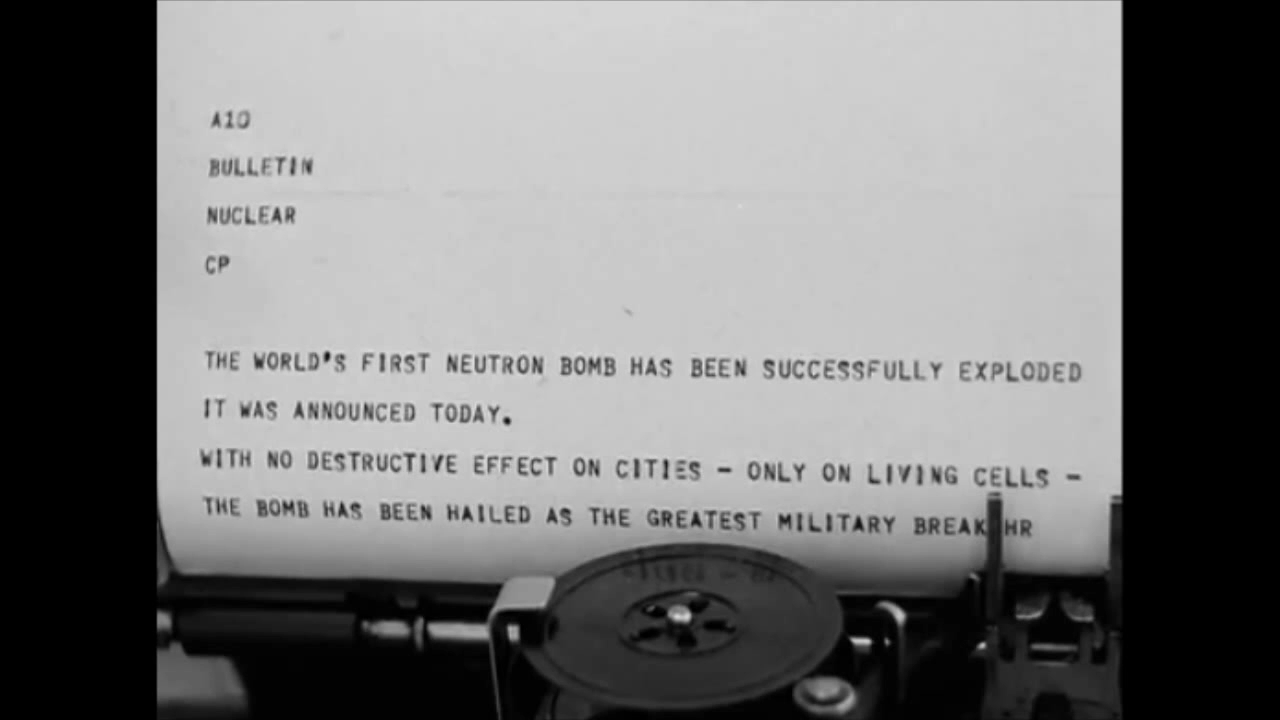 A10
BULLETIN
NUCLEAR
CP
THE WORLD'S FIRST NEUTRON BOMB HAS BEEN SUCCESSFULLY EXPLODED
IT WAS ANNOUNCED TODAY.
WITH NO DESTRUCTIVE EFFECT ON CITIES - ONLY ON LIVING CELLS -
THE BOMB HAS BEEN HAILED AS THE GREATEST MILITARY BREAK HR